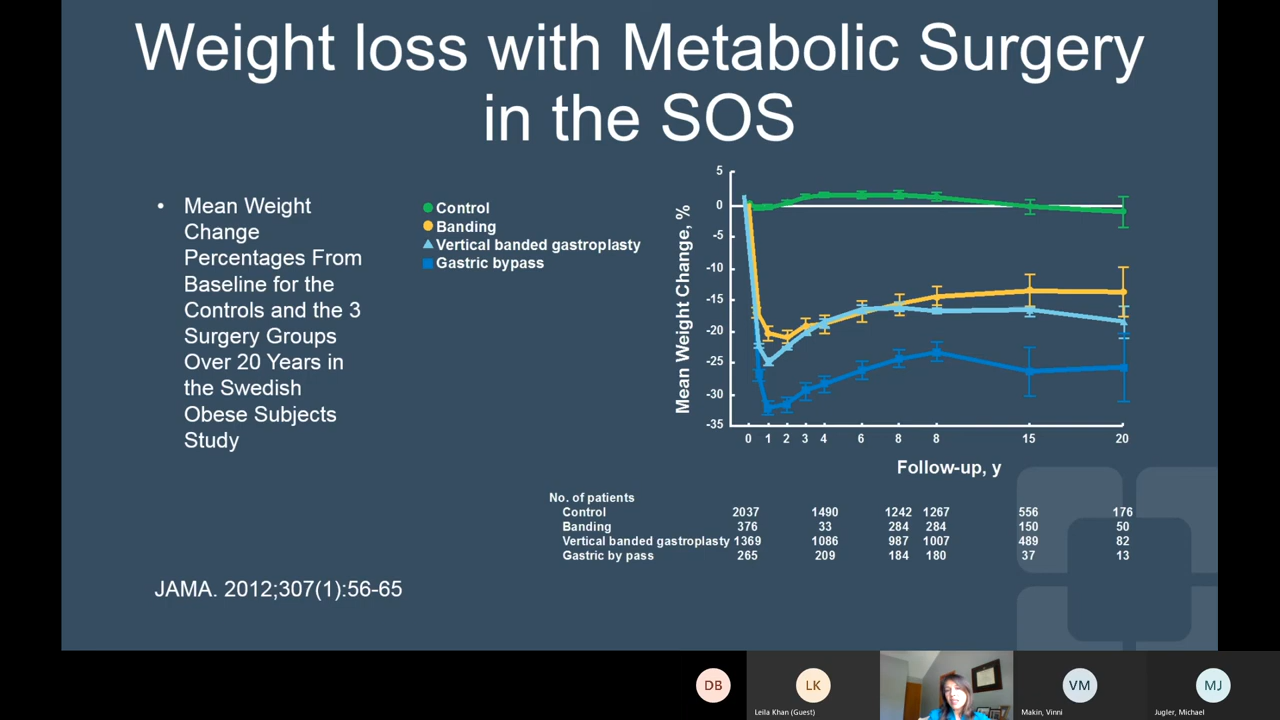 Weight loss with Metabolic Surgery
in the SOS
• Mean Weight
Change
Percentages From
Baseline for the
Controls and the 3
Surgery Groups
Over 20 Years in
the Swedish
Obese Subjects
Study
Control
Banding
Vertical banded gastroplasty
Gastric bypass
Mean Weight Change, %
5
0
-5
-10
-15
-20
-25
-30
-35
0 1 2 3 4 6 8 8 15 20
Follow-up, y
No. of patients
Control 2037 1490 1242 1267 556 176
Banding 376 33 284 284 150 50
Vertical banded gastroplasty 1369 1086 987 1007 489 82
Gastric by pass 265 209 184 180 37 13
JAMA. 2012;307(1):56-65
DB
LK
VM
MJ
Leila Khan (Guest)
Makin, Vinni
Jugler, Michael